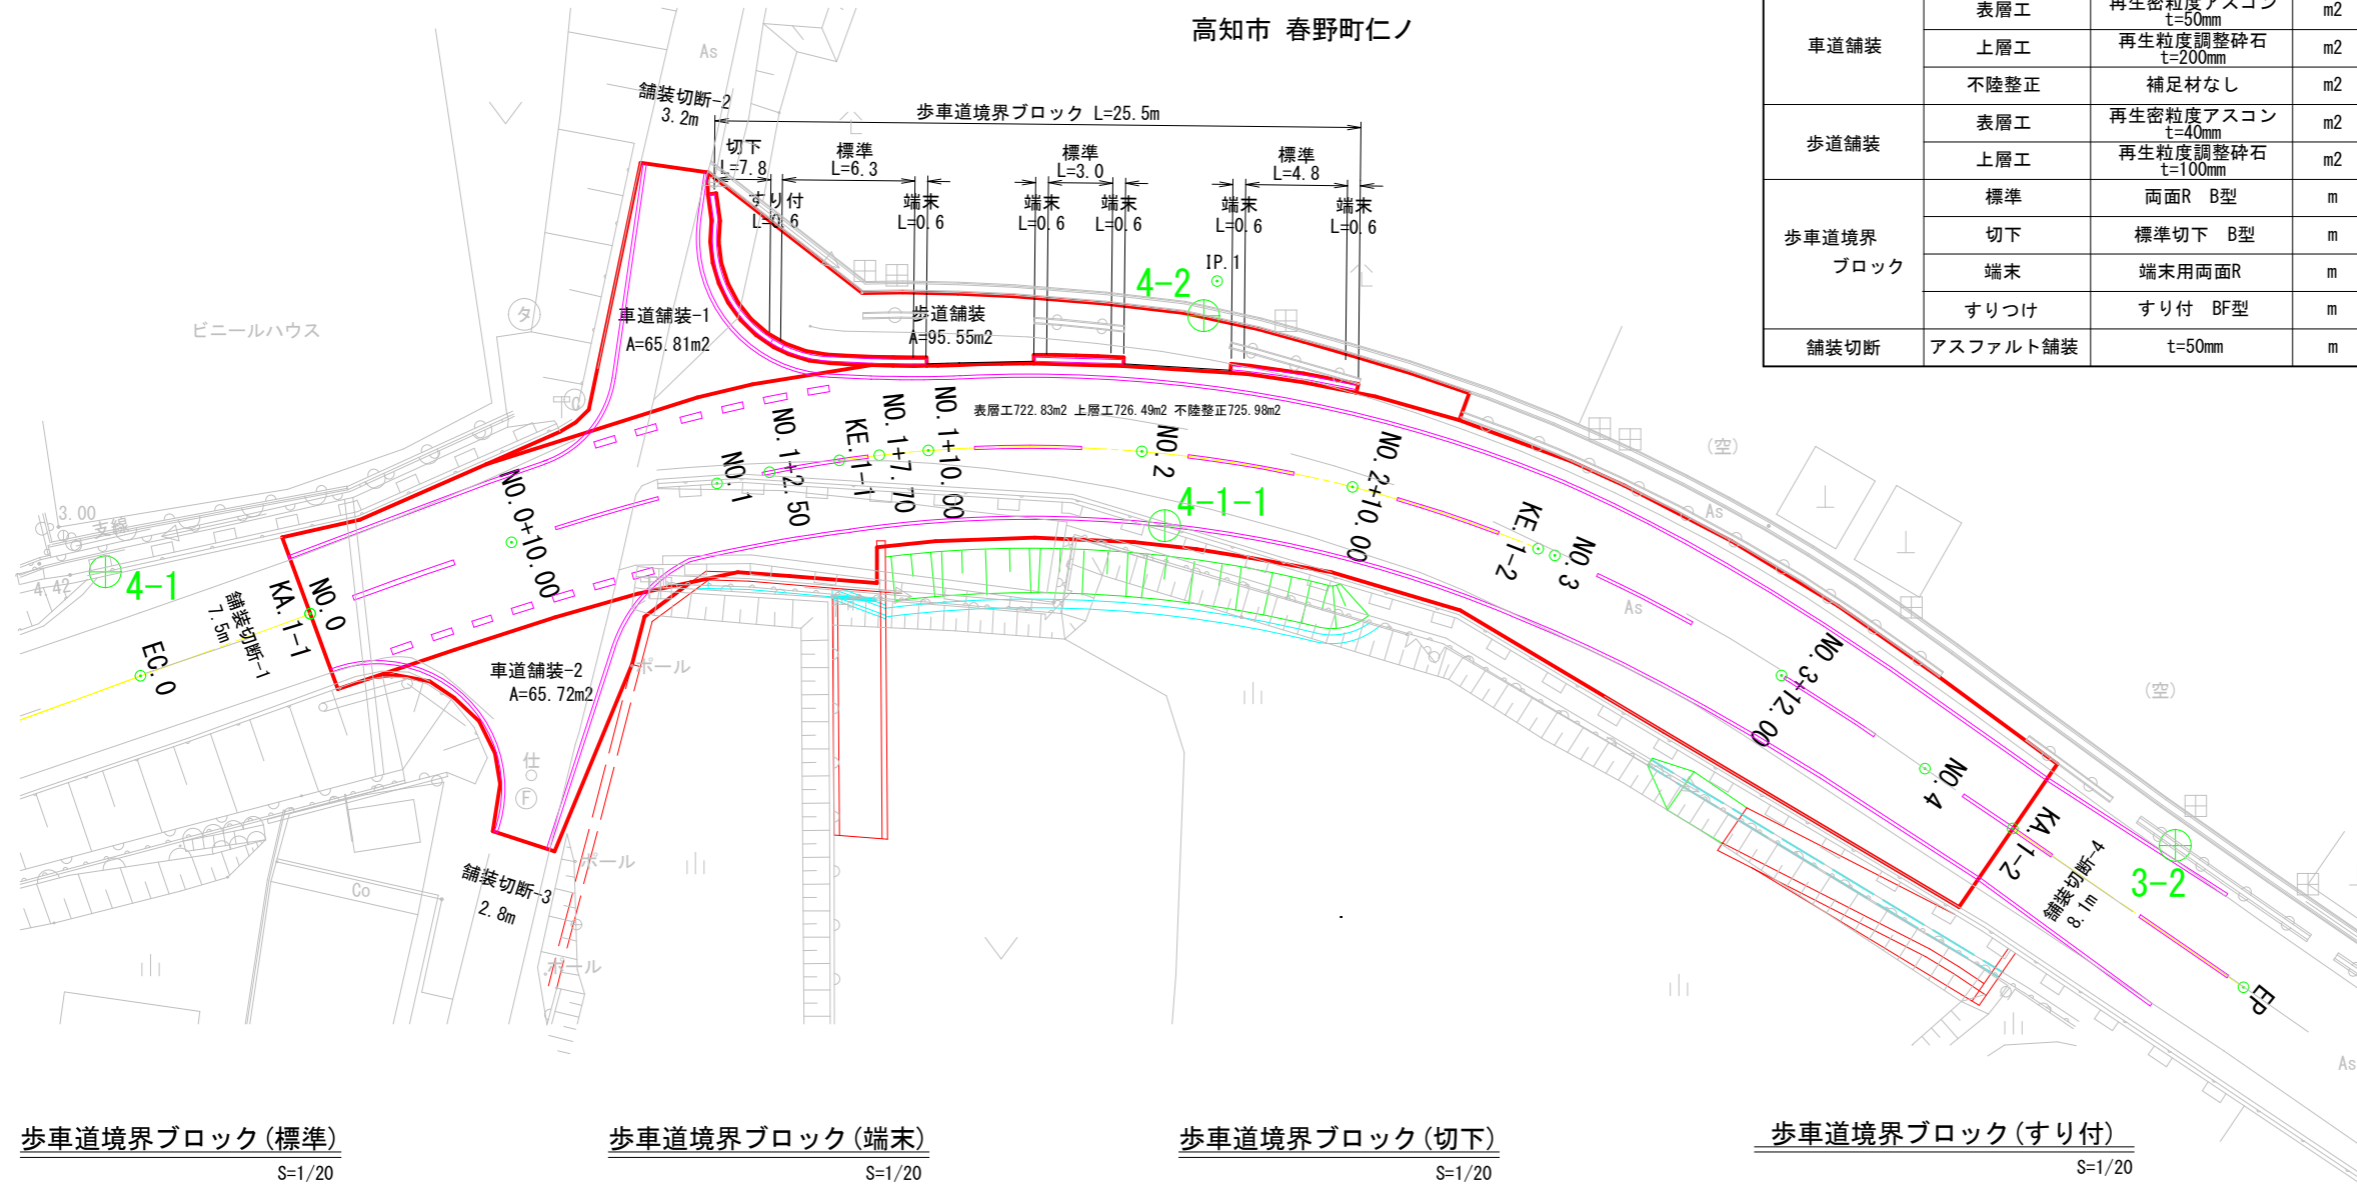 高知市 春野町仁ノ
車道舗装
表層工
再生密粒度アスコン
t=50mm
m2
上層工
再生粒度調整砕石
t=200mm
m2
不陸整正
補足材なし
m2
歩道舗装
表層工
再生密粒度アスコン
t=40mm
m2
上層工
再生粒度調整砕石
t=100mm
m2
歩車道境界
ブロック
標準
両面R B型
m
切下
標準切下 B型
m
端末
端末用両面R
m
すりつけ
すり付 BF型
m
舗装切断
アスファルト舗装
t=50mm
m
As
舗装切断-2
3.2m
歩車道境界ブロック L=25.5m
切下
L=7.8
標準
L=6.3
標準
L=3.0
標準
L=4.8
すり付
L=0.6
端末
L=0.6
端末
L=0.6
端末
L=0.6
端末
L=0.6
端末
L=0.6
IP.1
4-2
ビニールハウス
タ
車道舗装-1
A=65.81m2
歩道舗装
A=95.55m2
表層工722.83m2 上層工726.49m2 不陸整正725.98m2
NO.0+10.00
NO.1
NO.1+2.50
KE.1-1
NO.1+7.70
NO.1+10.00
NO.2
4-1-1
NO.2+10.00
KE.1-2
NO.3
(空)
As
As
3.00
支線
4.42
4-1
NO.0
KA.1-1
舗装切断-1
7.5m
EC.0
車道舗装-2
A=65.72m2
ポール
仕
F
NO.3+12.00
(空)
NO.4
KA.1-2
舗装切断-4
8.1m
3-2
ポール
舗装切断-3
2.8m
Co
ポール
EP
As
歩車道境界ブロック(標準)
S=1/20
歩車道境界ブロック(端末)
S=1/20
歩車道境界ブロック(切下)
S=1/20
歩車道境界ブロック(すり付)
S=1/20